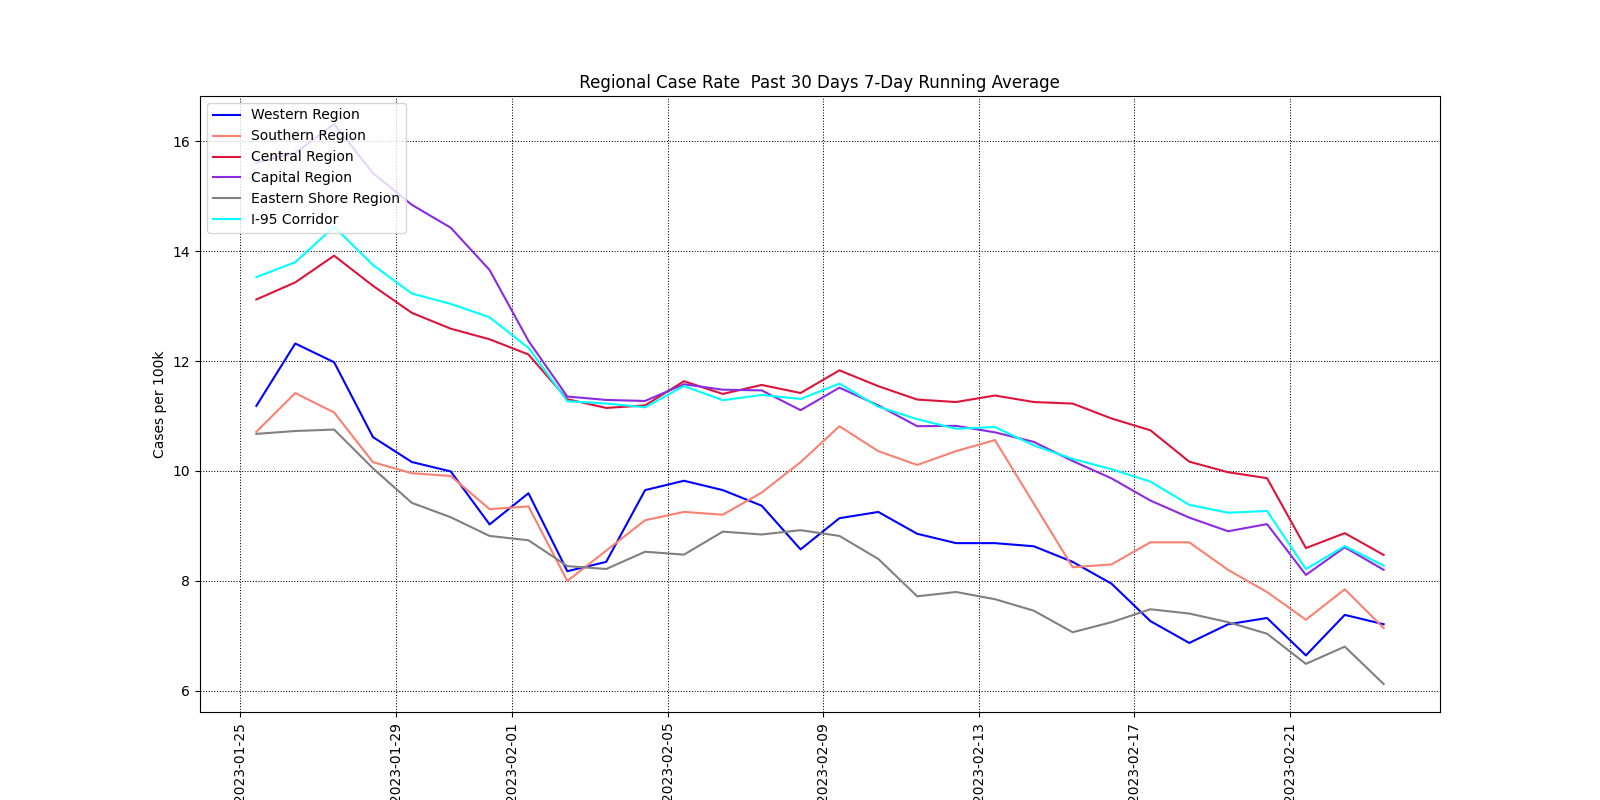 Regional Case Rate  Past 30 Days 7-Day Running Average
Western Region
Southern Region
Central Region
Capital Region
Eastern Shore Region
I-95 Corridor
Cases per 100k
16
14
12
10
8
6
2023-01-25
2023-01-29
2023-02-01
2023-02-05
2023-02-09
2023-02-13
2023-02-17
2023-02-21